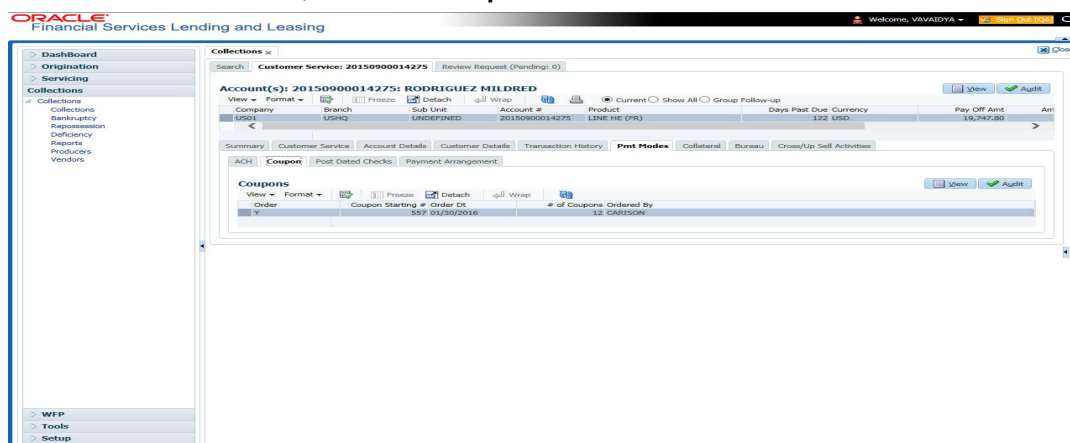 ORACLE
Financial Services Lending and Leasing
Welcome, VAVAIDYA
Sign Out (QA)
DashBoard
Origination
Servicing
Collections
Collections
Collections
Bankruptcy
Repossession
Deficiency
Reports
Producers
Vendors
WFP
Tools
Setup
Collections x
Close
Search Customer Service: 20150900014275 Review Request (Pending: 0)
Account(s): 20150900014275: RODRIGUEZ MILDRED
View Audit
View Format Freeze Detach Wrap Current Show All Group Follow-up
Company Branch Sub Unit Account # Product Days Past Due Currency Pay Off Amt Am
US01 USHQ UNDEFINED 20150900014275 LINE HE (FR) 122 USD 19,747.80
Summary Customer Service Account Details Customer Details Transaction History Pmt Modes Collateral Bureau Cross/Up Sell Activities
ACH Coupon Post Dated Checks Payment Arrangement
Coupons
View Audit
View Format Freeze Detach Wrap
Order Coupon Starting # Order Dt # of Coupons Ordered By
Y 557 01/30/2016 12 CARISON